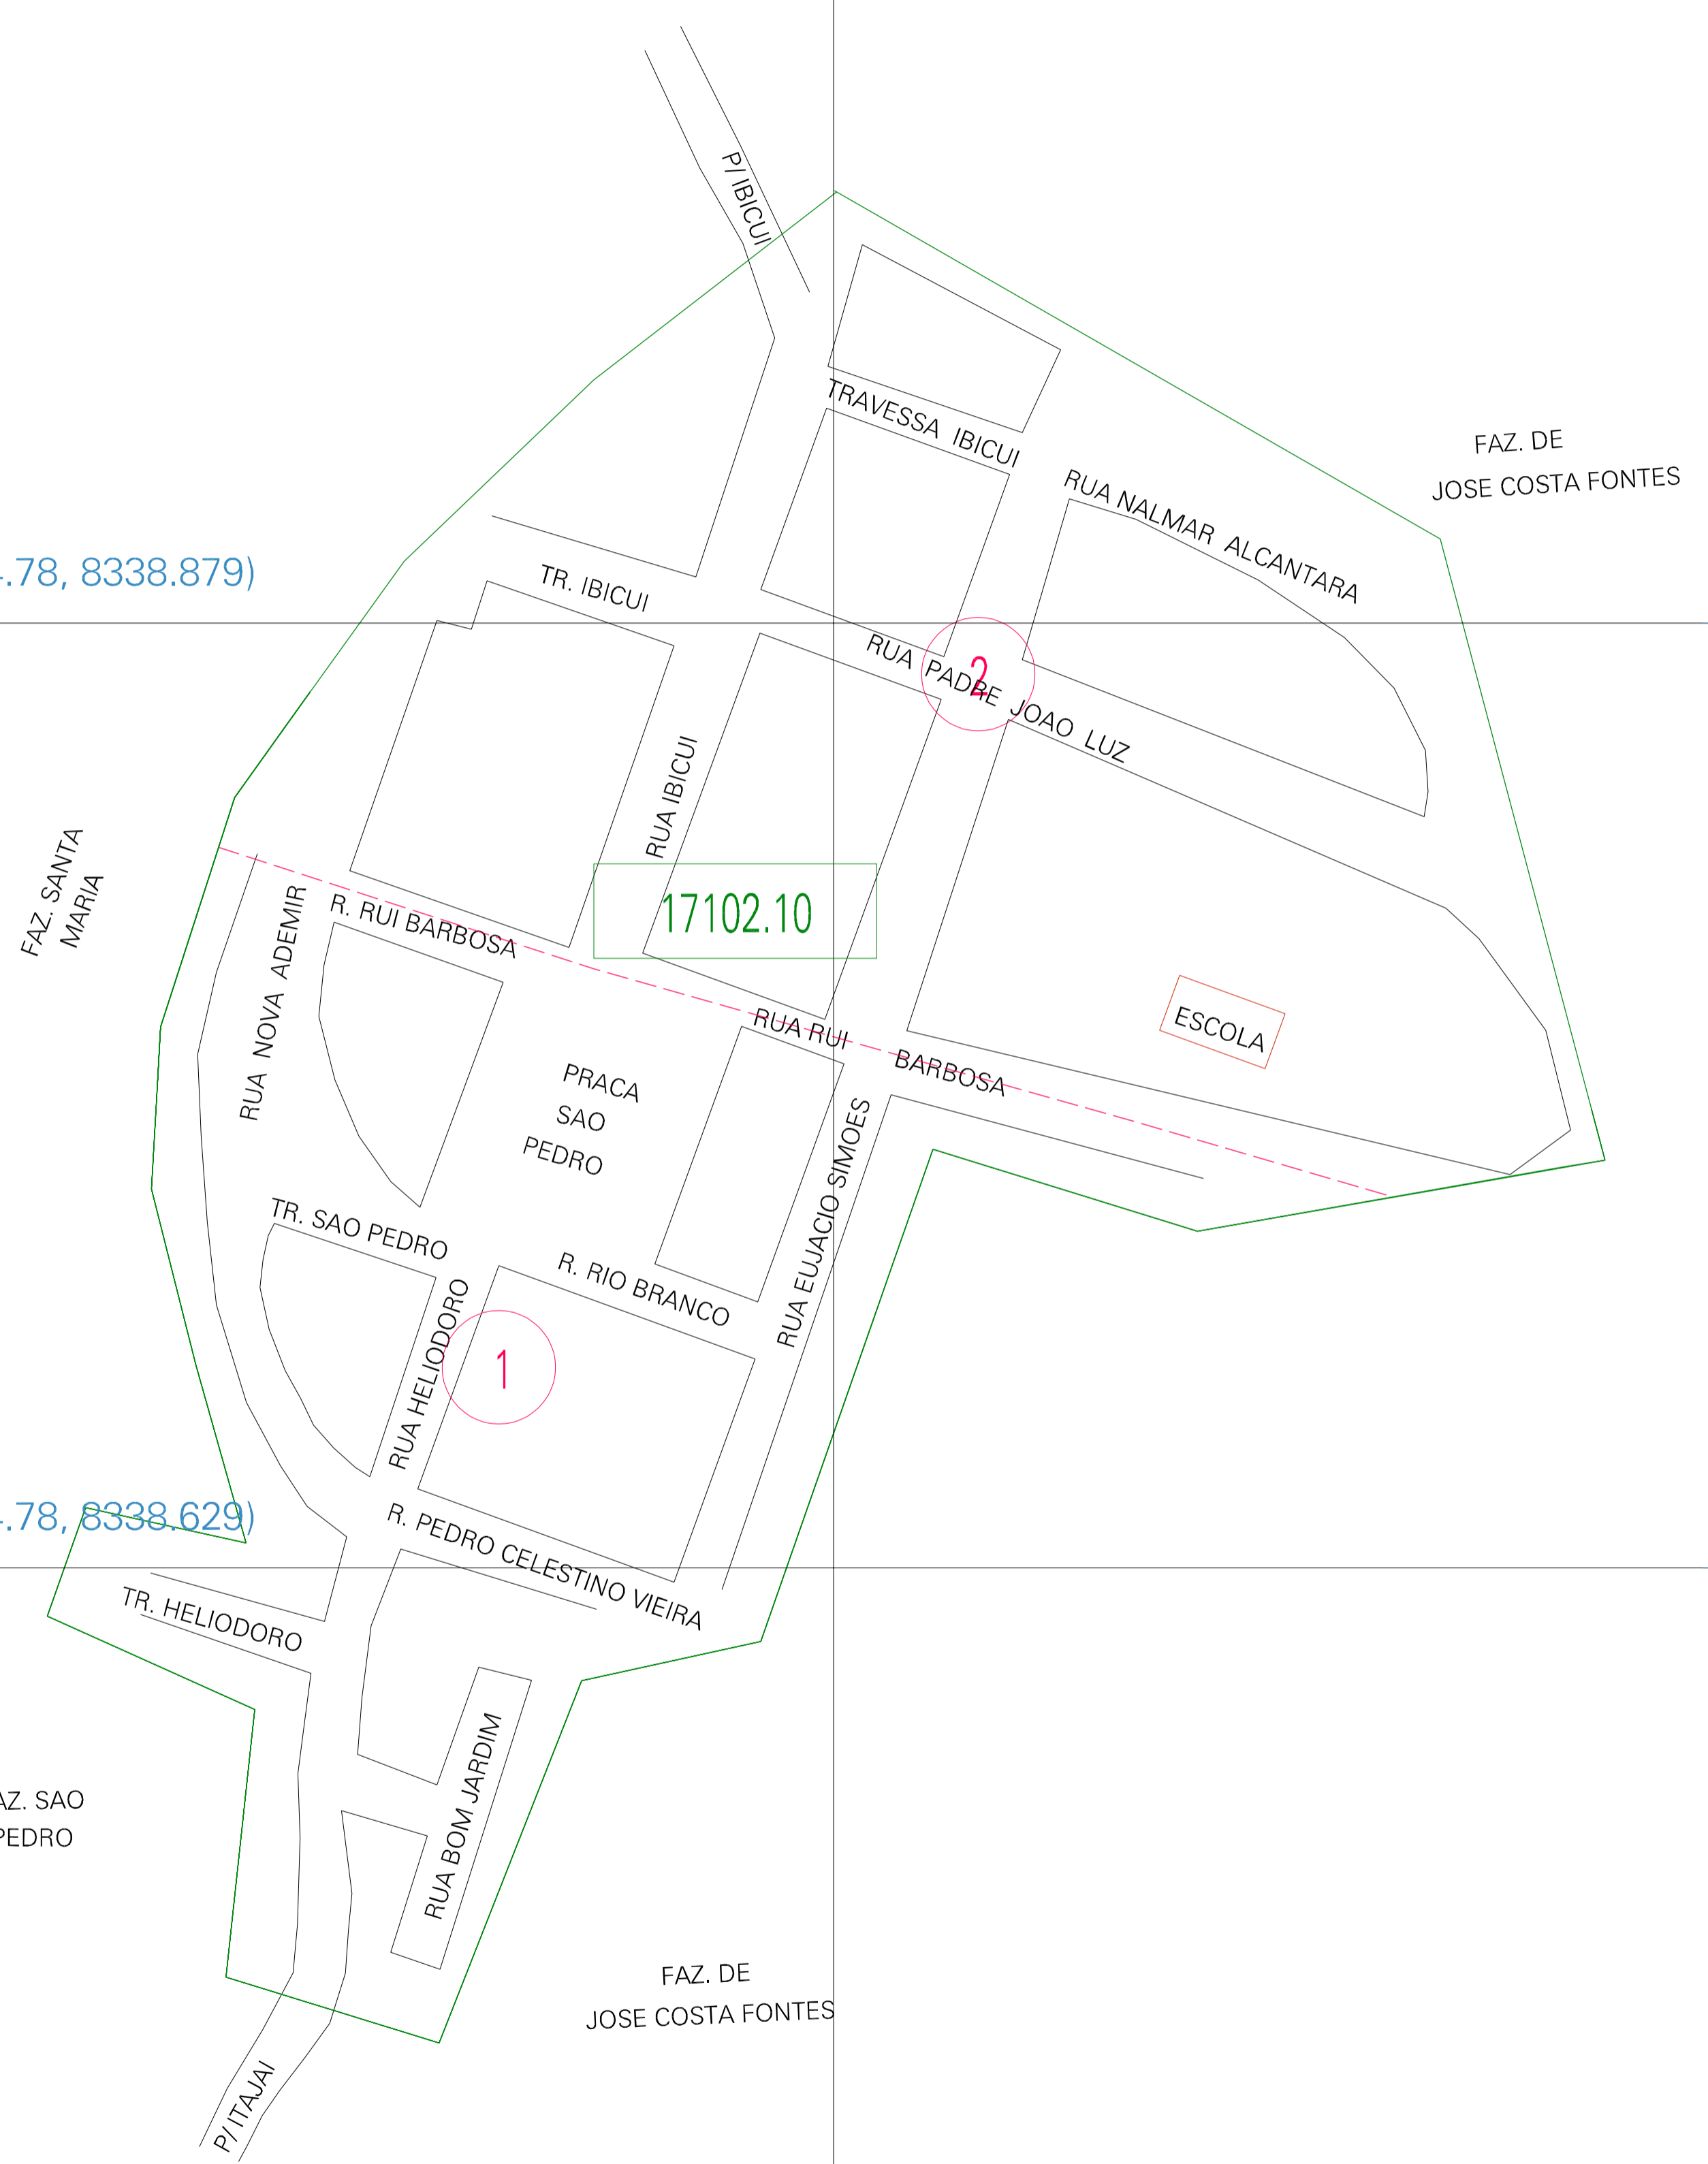 P/ IBICUI
TRAVESSA IBICUI
FAZ. DE
JOSE COSTA FONTES
RUA NALMAR ALCANTARA
.78, 8338.879)
TR. IBICUI
RUA PADRE JOAO LUZ
2
RUA IBICUI
FAZ. SANTA
MARIA
17102.10
R. RUI BARBOSA
RUA NOVA ADEMIR
RUA RUI BARBOSA
ESCOLA
PRACA
SAO
PEDRO
RUA EUJACIO SIMOES
TR. SAO PEDRO
R. RIO BRANCO
RUA HELIODORO
1
.78, 8338.629)
R. PEDRO CELESTINO VIEIRA
TR. HELIODORO
RUA BOM JARDIM
AZ. SAO
PEDRO
FAZ. DE
JOSE COSTA FONTES
P/ ITAJAI